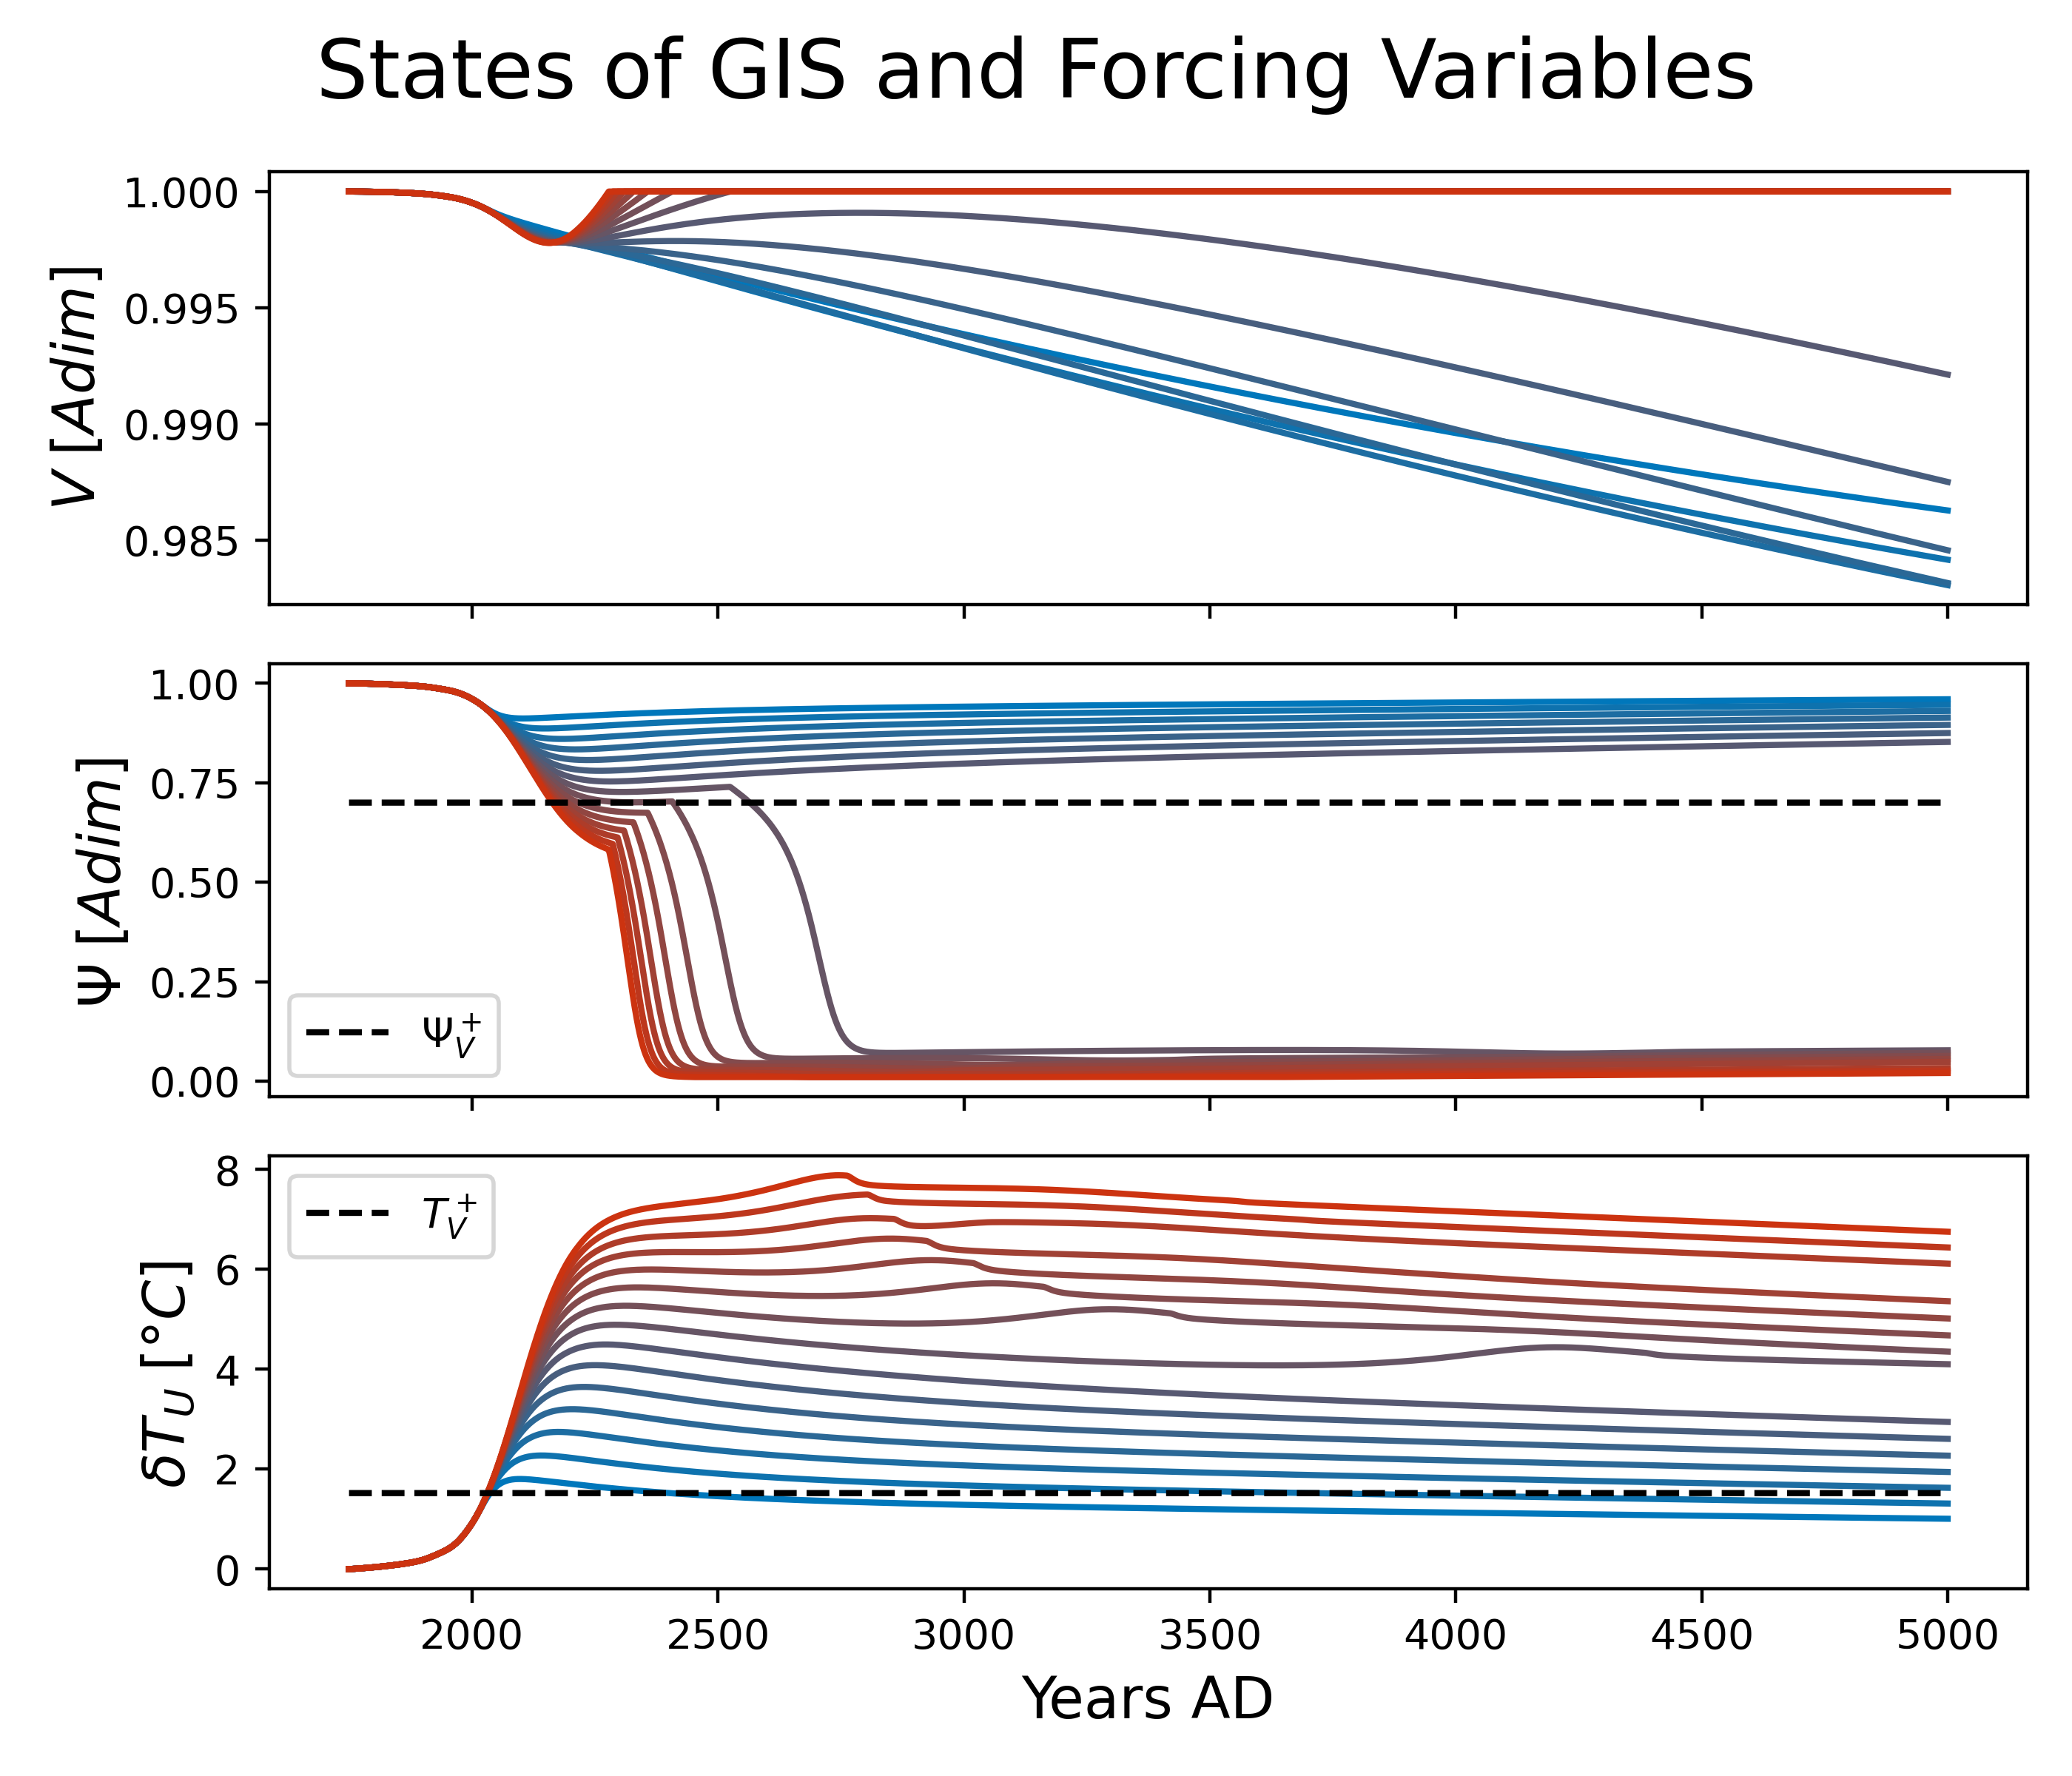 States of GIS and Forcing Variables
1.000
0.995
0.990
0.985
V [Adim]
1.00
0.75
0.50
0.25
0.00
Ψ [Adim]
Ψ_V^+
8
6
4
2
0
δT_U [°C]
T_V^+
2000 2500 3000 3500 4000 4500 5000
Years AD